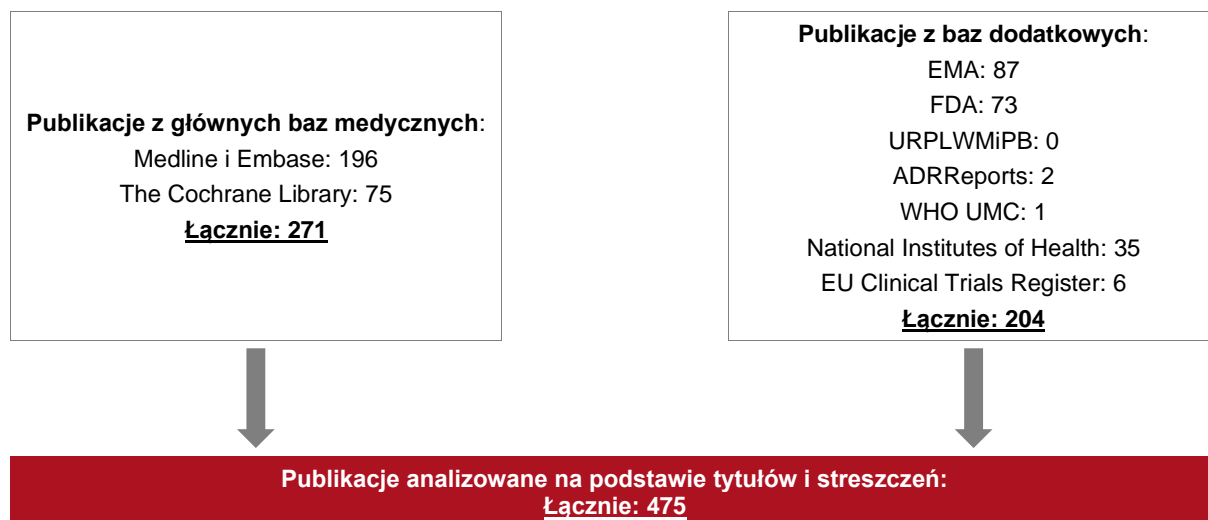 Publikacje z głównych baz medycznych:
Medline i Embase: 196
The Cochrane Library: 75
Łącznie: 271
Publikacje z baz dodatkowych:
EMA: 87
FDA: 73
URPLWMiPB: 0
ADRReports: 2
WHO UMC: 1
National Institutes of Health: 35
EU Clinical Trials Register: 6
Łącznie: 204
Publikacje analizowane na podstawie tytułów i streszczeń:
Łącznie: 475